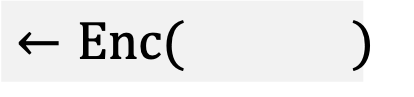 ← Enc( )